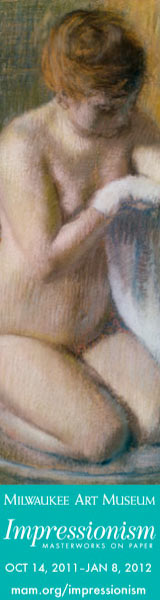 MILWAUKEE ART MUSEUM
Impressionism
MASTERWORKS ON PAPER
OCT 14, 2011–JAN 8, 2012
mam.org/impressionism